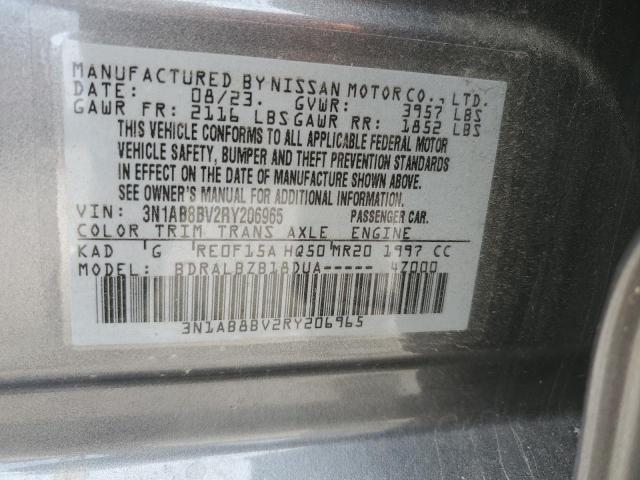 MANUFACTURED BY NISSAN MOTOR CO., LTD.
DATE: 08/23. GVWR: 3957 LBS
GAWR FR: 2116 LBS GAWR RR: 1852 LBS
THIS VEHICLE CONFORMS TO ALL APPLICABLE FEDERAL MOTOR
VEHICLE SAFETY, BUMPER AND THEFT PREVENTION STANDARDS
IN EFFECT ON THE DATE OF MANUFACTURE SHOWN ABOVE.
SEE OWNER'S MANUAL FOR ADDITIONAL INFORMATION.
VIN: 3N1AB8BV2RY206965 PASSENGER CAR.
COLOR TRIM TRANS AXLE ENGINE
KAD G RE0F15A HQ50 MR20 1997 CC
MODEL: BDRALBZB18DUA----- 4Z000
3N1AB8BV2RY206965